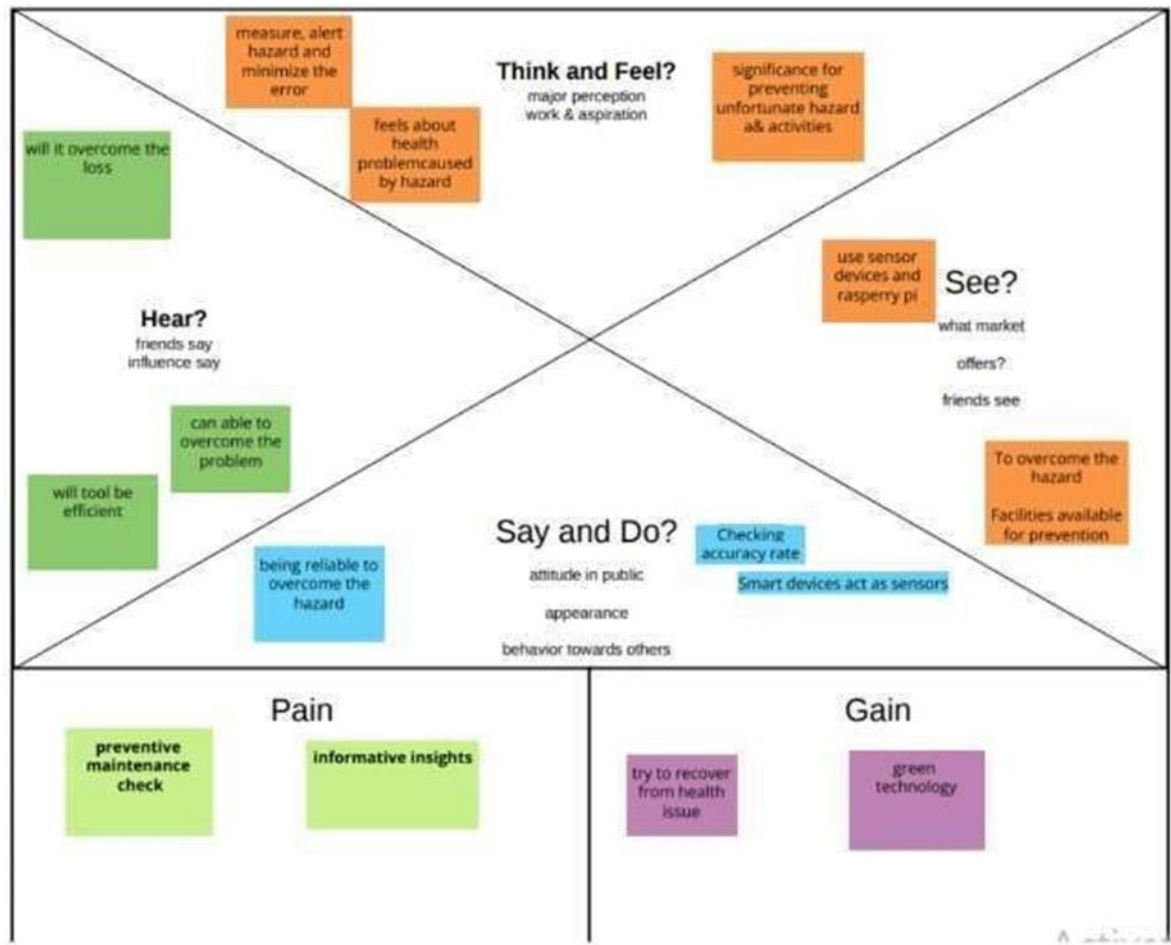 measure, alert
hazard and
minimize the
error
feels about
health
problemcaused
by hazard
Think and Feel?
major perception
work & aspiration
significance for
preventing
unfortunate hazard
a& activities
will it overcome the
loss
Hear?
friends say
influence say
can able to
overcome the
problem
will tool be
efficient
use sensor
devices and
rasperry pi
See?
what market
offers?
friends see
To overcome the
hazard
Facilities available
for prevention
Say and Do?
attitude in public
appearance
behavior towards others
being reliable to
overcome the
hazard
Checking
accuracy rate
Smart devices act as sensors
Pain
preventive
maintenance
check
informative insights
Gain
try to recover
from health
issue
green
technology